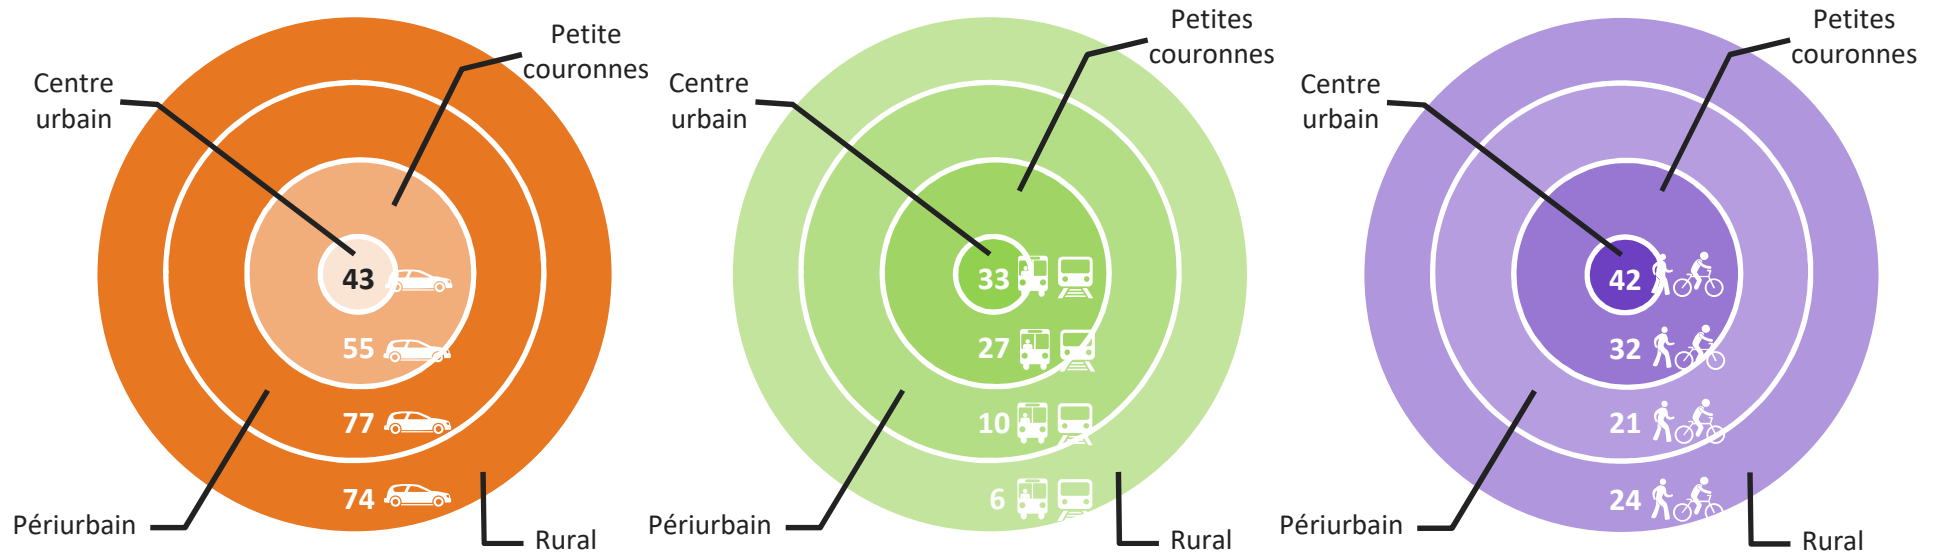 Petite
couronnes
Centre
urbain
43
55
77
74
Périurbain
Rural
Petites
couronnes
Centre
urbain
33
27
10
6
Périurbain
Rural
Petites
couronnes
Centre
urbain
42
32
21
24
Périurbain
Rural